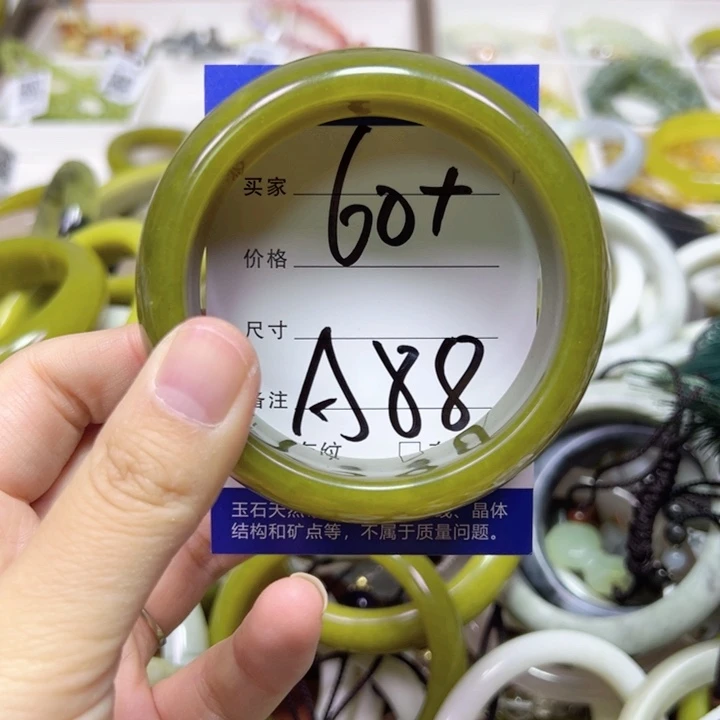 买家 60+
价格
尺寸
备注 A88
玉石天然
晶体
结构和矿点等，不属于质量问题。